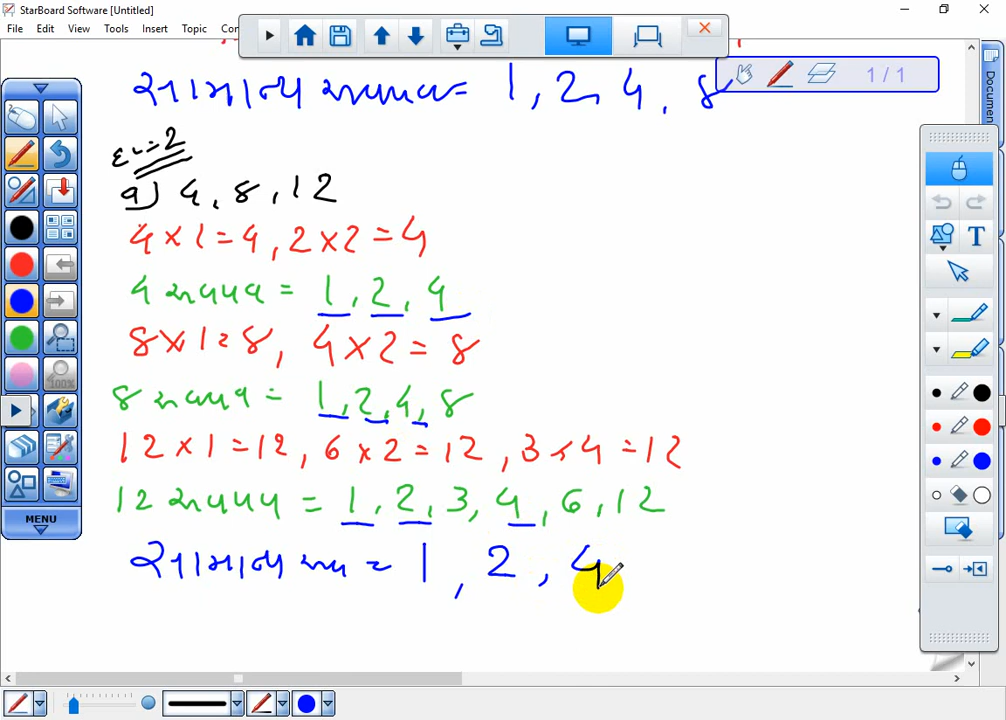 StarBoard Software [Untitled]
File Edit View Tools Insert Topic
1 / 1
Document
સામાન્ય અવયવ = 1, 2, 4, 8
2
a) 4, 8, 12
4 × 1 = 4, 2 × 2 = 4
4 અવયવ = 1, 2, 4
8 × 1 = 8, 4 × 2 = 8
8 અવયવ = 1, 2, 4, 8
12 × 1 = 12, 6 × 2 = 12, 3 × 4 = 12
12 અવયવ = 1, 2, 3, 4, 6, 12
સામાન્ય અવ = 1, 2, 4
100%
T
MENU